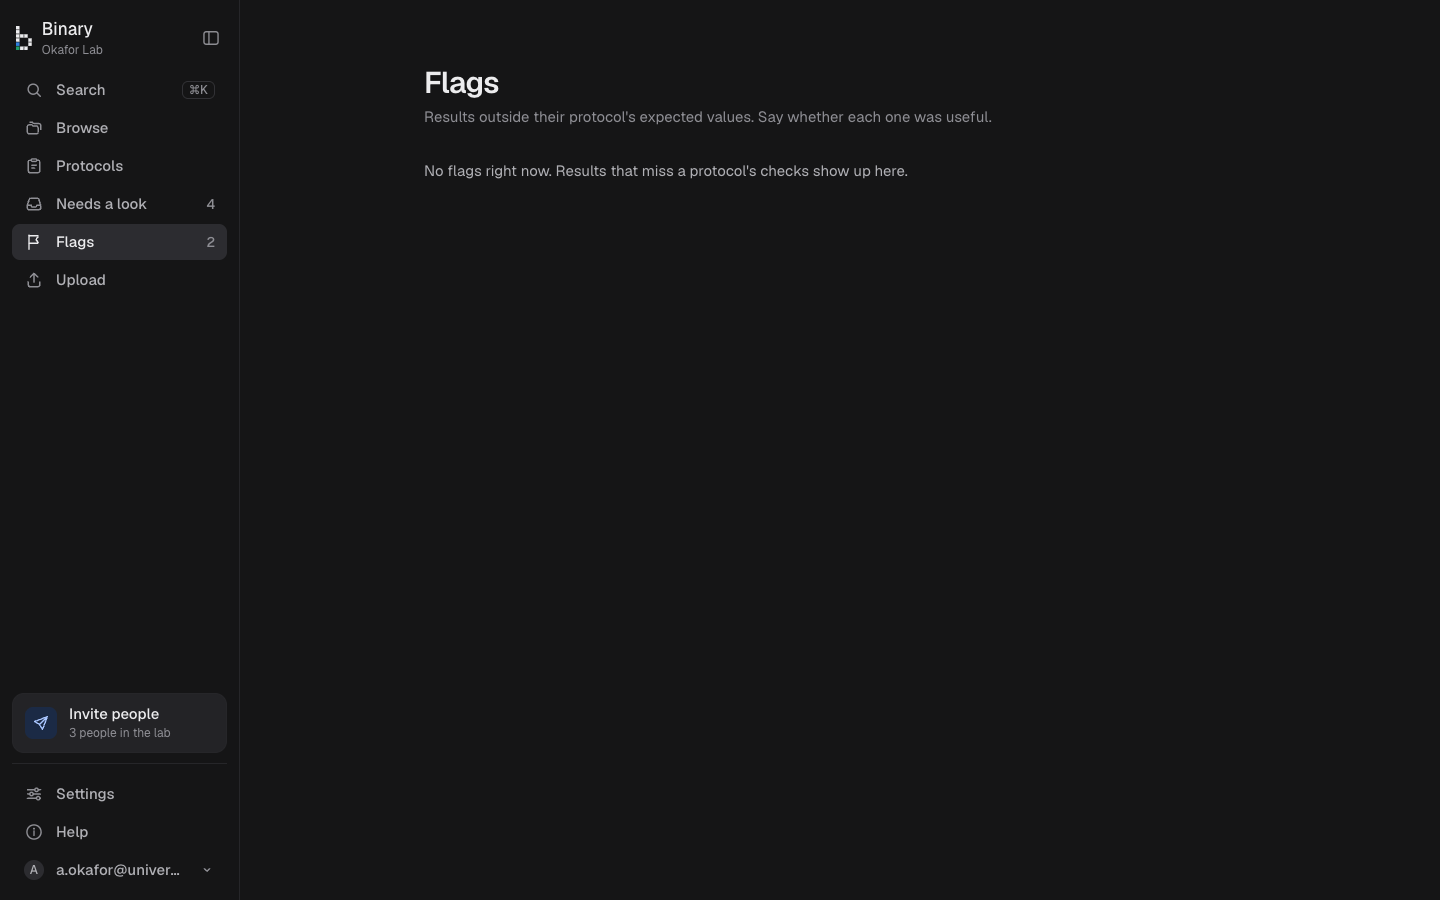 Binary
Okafor Lab
Search
⌘K
Browse
Protocols
Needs a look
4
Flags
2
Upload
Invite people
3 people in the lab
Settings
Help
A
a.okafor@univer...
Flags
Results outside their protocol's expected values. Say whether each one was useful.
No flags right now. Results that miss a protocol's checks show up here.